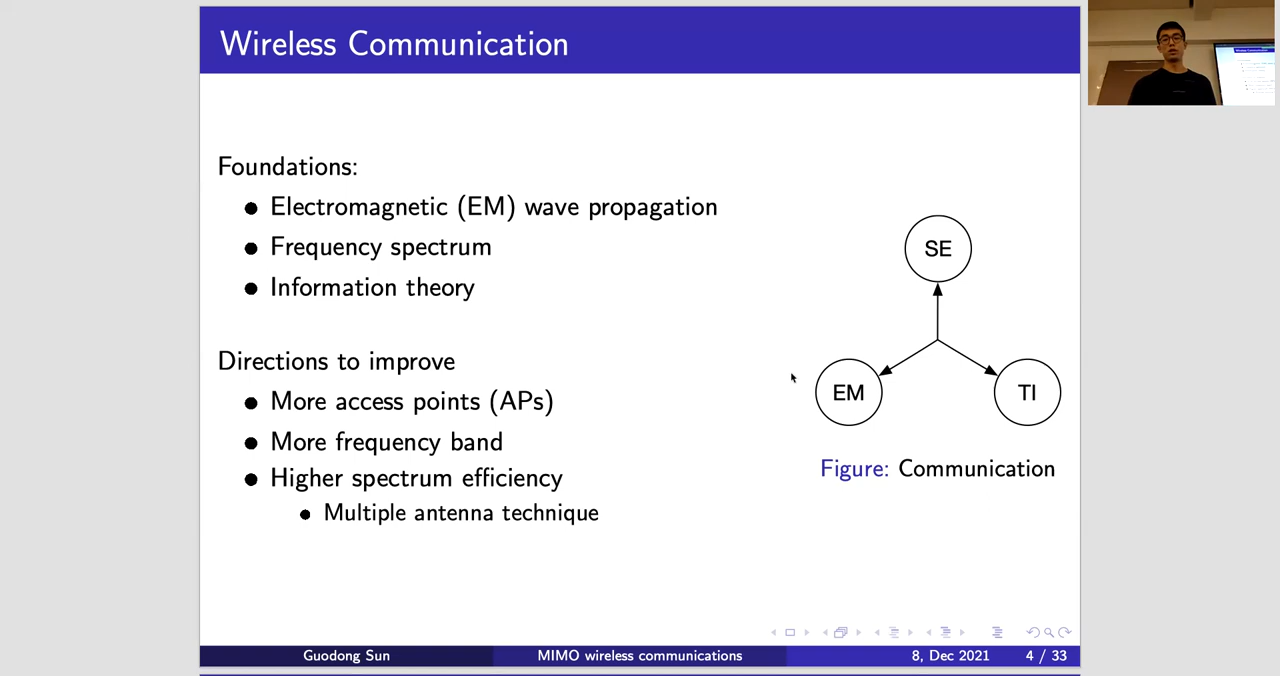 Wireless Communication
Foundations:
Electromagnetic (EM) wave propagation
Frequency spectrum
Information theory
Directions to improve
More access points (APs)
More frequency band
Higher spectrum efficiency
Multiple antenna technique
SE
EM
TI
Figure: Communication
Guodong Sun
MIMO wireless communications
8, Dec 2021
4 / 33